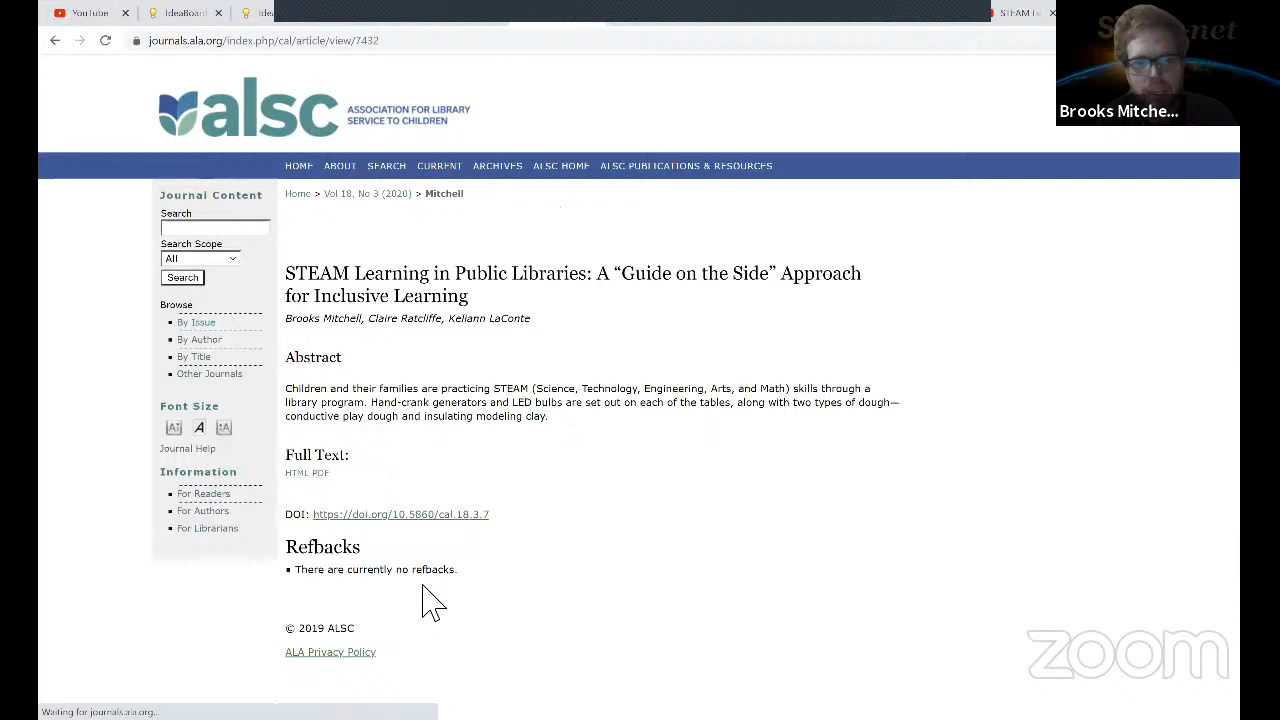 YouTube
IdeaBoard
Idea
STEAM Le
journals.ala.org/index.php/cal/article/view/7432
net
Brooks Mitche...
alsc ASSOCIATION FOR LIBRARY
SERVICE TO CHILDREN
HOME ABOUT SEARCH CURRENT ARCHIVES ALSC HOME ALSC PUBLICATIONS & RESOURCES
Journal Content
Search
Search Scope
All
Search
Browse
By Issue
By Author
By Title
Other Journals
Font Size
A A A
Journal Help
Information
For Readers
For Authors
For Librarians
Home > Vol 18, No 3 (2020) > Mitchell
STEAM Learning in Public Libraries: A “Guide on the Side” Approach
for Inclusive Learning
Brooks Mitchell, Claire Ratcliffe, Keliann LaConte
Abstract
Children and their families are practicing STEAM (Science, Technology, Engineering, Arts, and Math) skills through a
library program. Hand-crank generators and LED bulbs are set out on each of the tables, along with two types of dough—
conductive play dough and insulating modeling clay.
Full Text:
HTML PDF
DOI: https://doi.org/10.5860/cal.18.3.7
Refbacks
There are currently no refbacks.
© 2019 ALSC
ALA Privacy Policy
zoom
Waiting for journals.ala.org...